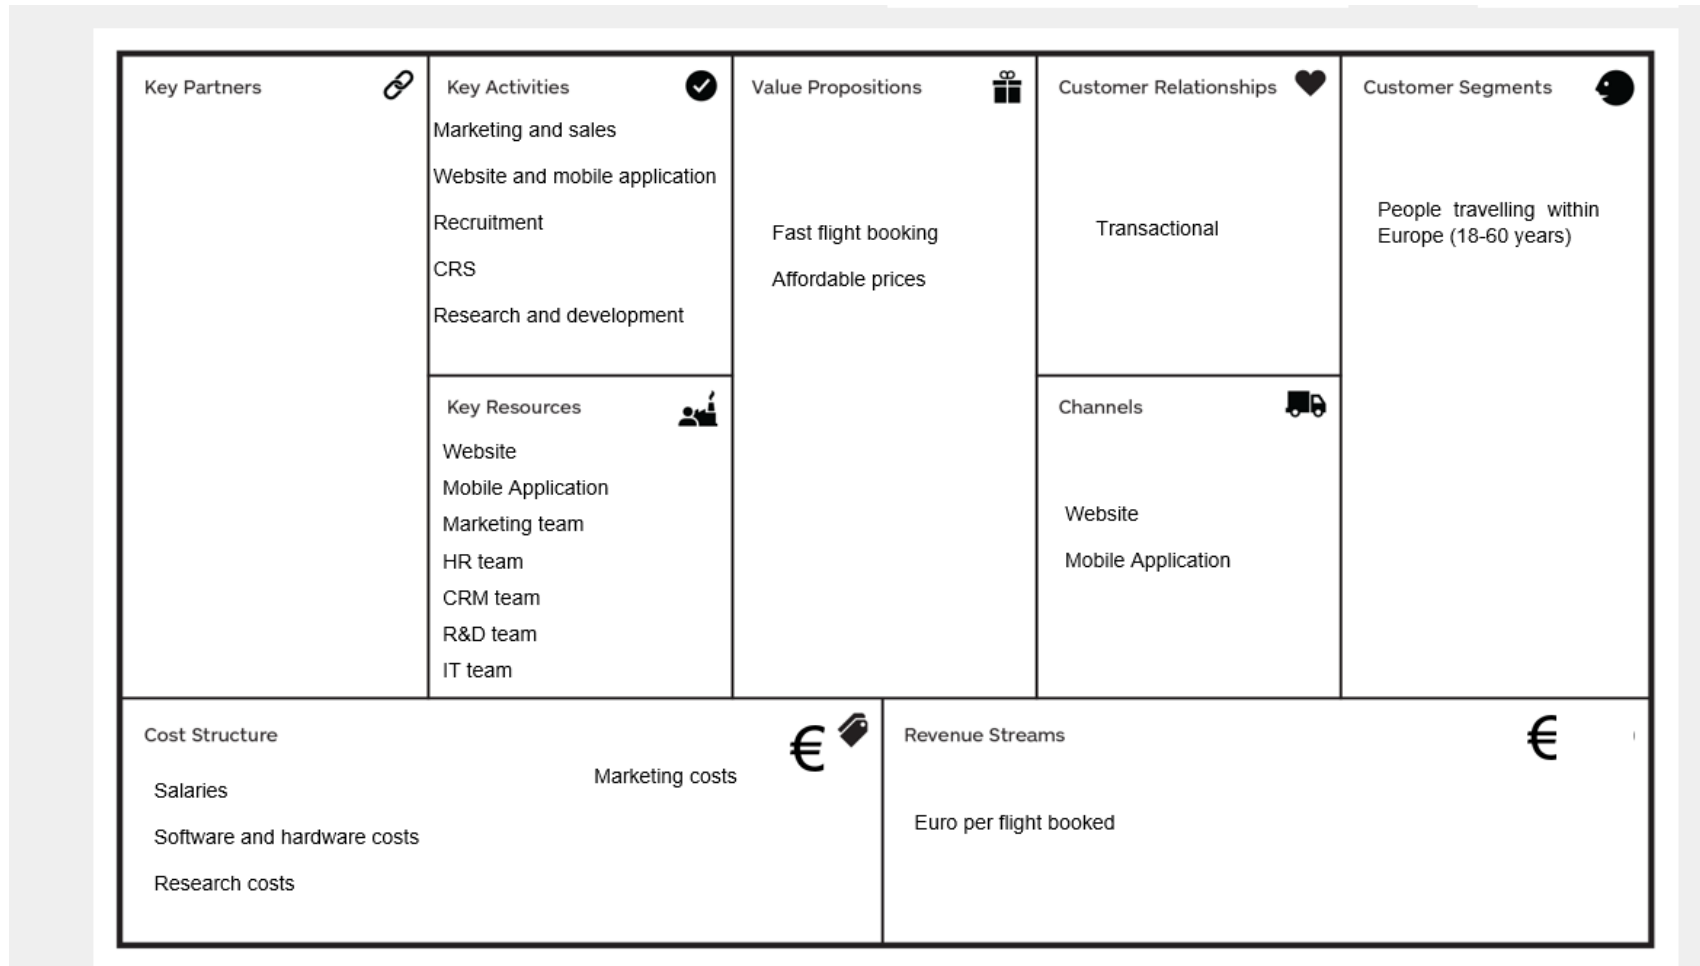 Key Partners
Key Activities
Marketing and sales
Website and mobile application
Recruitment
CRS
Research and development
Key Resources
Website
Mobile Application
Marketing team
HR team
CRM team
R&D team
IT team
Value Propositions
Fast flight booking
Affordable prices
Customer Relationships
Transactional
Channels
Website
Mobile Application
Customer Segments
People travelling within
Europe (18-60 years)
Cost Structure
€
Salaries
Software and hardware costs
Research costs
Marketing costs
Revenue Streams
€
Euro per flight booked